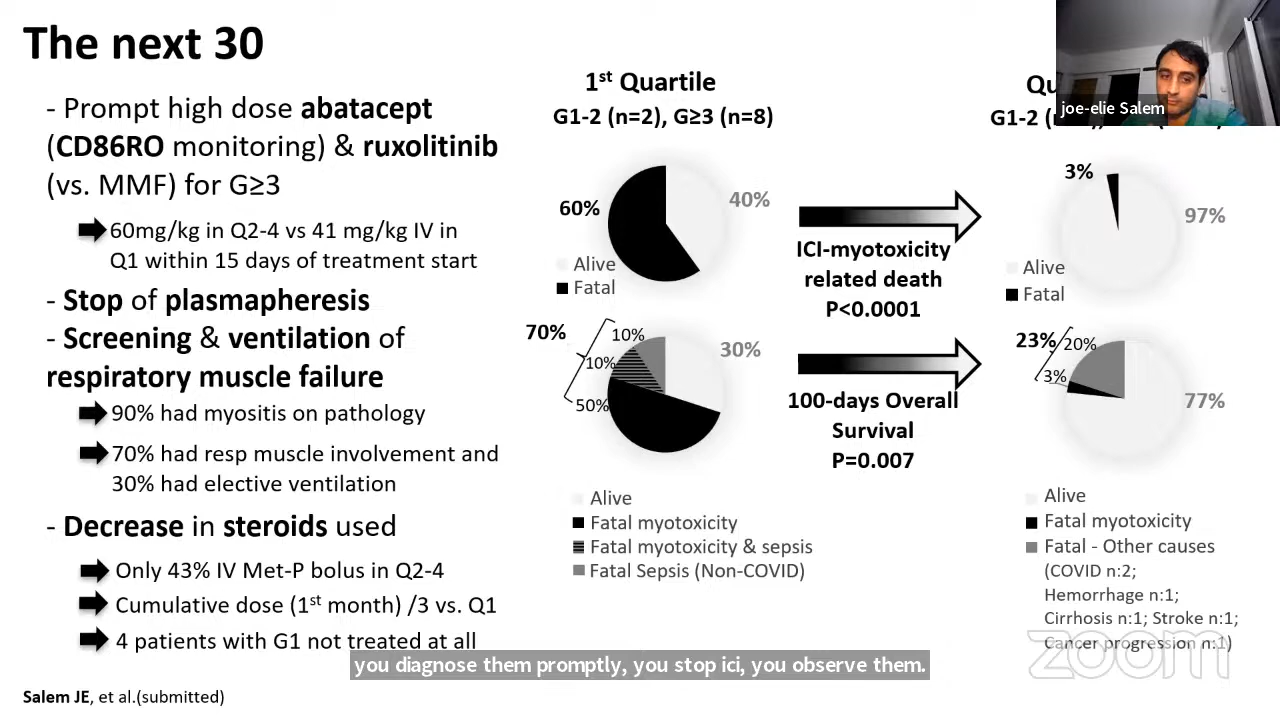 The next 30
- Prompt high dose abatacept
(CD86RO monitoring) & ruxolitinib
(vs. MMF) for G≥3
60mg/kg in Q2-4 vs 41 mg/kg IV in
Q1 within 15 days of treatment start
- Stop of plasmapheresis
- Screening & ventilation of
respiratory muscle failure
90% had myositis on pathology
70% had resp muscle involvement and
30% had elective ventilation
- Decrease in steroids used
Only 43% IV Met-P bolus in Q2-4
Cumulative dose (1st month) /3 vs. Q1
4 patients with G1 not treated at all
Salem JE, et al.(submitted)
1st Quartile
G1-2 (n=2), G≥3 (n=8)
60%
40%
Alive
Fatal
70%
10%
10%
50%
30%
Alive
Fatal myotoxicity
Fatal myotoxicity & sepsis
Fatal Sepsis (Non-COVID)
ICI-myotoxicity
related death
P<0.0001
100-days Overall
Survival
P=0.007
Qu
G1-2 (
3%
97%
Alive
Fatal
23%
20%
3%
77%
Alive
Fatal myotoxicity
Fatal - Other causes
(COVID n:2;
Hemorrhage n:1;
Cirrhosis n:1; Stroke n:1;
Cancer progression n:1)
joe-elie Salem
you diagnose them promptly, you stop ici, you observe them.
zoom